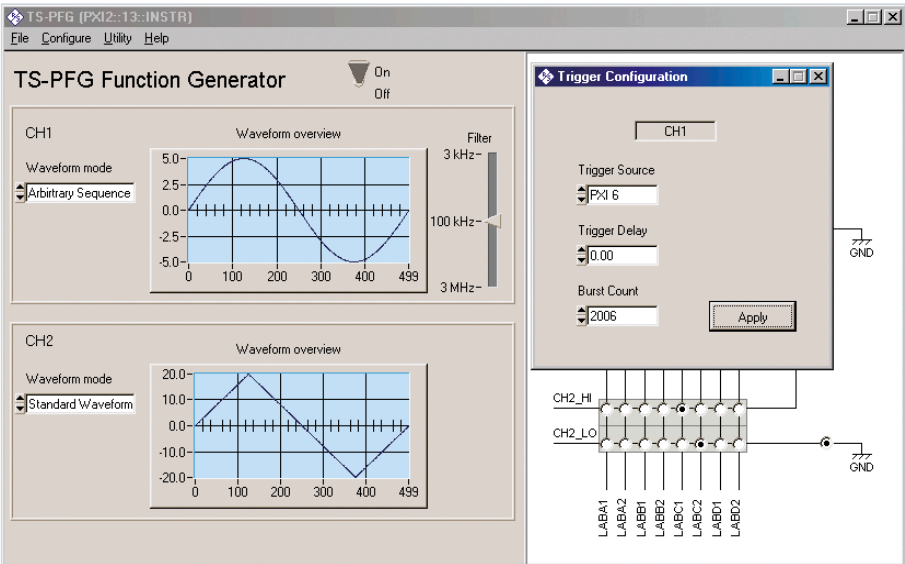 TS-PFG (PXI2::13::INSTR)
File Configure Utility Help
TS-PFG Function Generator
On
Off
CH1
Waveform overview
Filter
Waveform mode
Arbitrary Sequence
5.0
2.5
0.0
-2.5
-5.0
0 100 200 300 400 499
3 kHz
100 kHz
3 MHz
CH2
Waveform overview
Waveform mode
Standard Waveform
20.0
10.0
0.0
-10.0
-20.0
0 100 200 300 400 499
Trigger Configuration
CH1
Trigger Source
PXI 6
Trigger Delay
0.00
Burst Count
2006
Apply
GND
CH2_HI
CH2_LO
GND
LABA1
LABA2
LABB1
LABB2
LABC1
LABC2
LABD1
LABD2